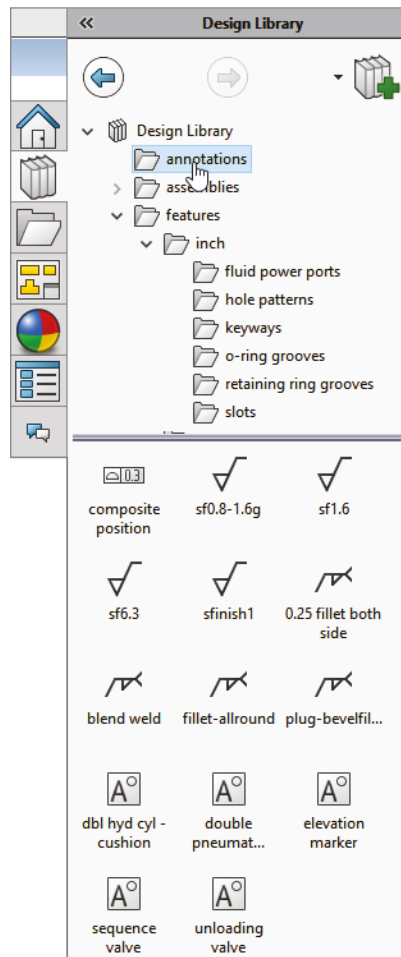 Design Library
Design Library
annotations
assemblies
features
inch
fluid power ports
hole patterns
keyways
o-ring grooves
retaining ring grooves
slots
0.3
composite position
sf0.8-1.6g
sf1.6
sf6.3
sfinish1
0.25 fillet both side
blend weld
fillet-allround
plug-bevelfil...
A
A
A
dbl hyd cyl - cushion
double pneumat...
elevation marker
A
A
sequence valve
unloading valve